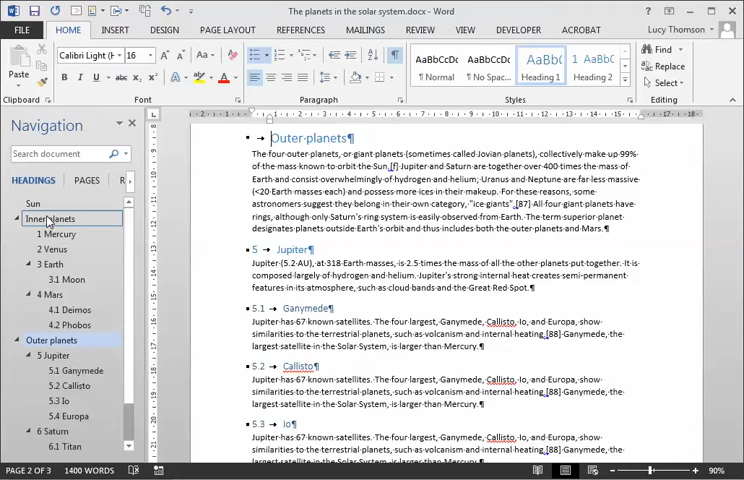 The planets in the solar system.docx - Word
FILE HOME INSERT DESIGN PAGE LAYOUT REFERENCES MAILINGS REVIEW VIEW DEVELOPER ACROBAT Lucy Thomson
Calibri Light (H 16
Paste
AaBbCcDc AaBbCcDc AaBb( 1 AaBb(
¶ Normal ¶ No Spac... Heading 1 Heading 2
Find
Replace
Select
Clipboard Font Paragraph Styles Editing
Navigation
Search document
HEADINGS PAGES R
Sun
Inner planets
1 Mercury
2 Venus
3 Earth
3.1 Moon
4 Mars
4.1 Deimos
4.2 Phobos
Outer planets
5 Jupiter
5.1 Ganymede
5.2 Callisto
5.3 Io
5.4 Europa
6 Saturn
6.1 Titan
Outer·planets¶
The·four·outer·planets,·or·giant·planets·(sometimes·called·Jovian·planets),·collectively·make·up·99%·
of·the·mass·known·to·orbit·the·Sun.[f]·Jupiter·and·Saturn·are·together·over·400·times·the·mass·of·
Earth·and·consist·overwhelmingly·of·hydrogen·and·helium;·Uranus·and·Neptune·are·far·less·massive·
(<20·Earth·masses·each)·and·possess·more·ices·in·their·makeup.·For·these·reasons,·some·
astronomers·suggest·they·belong·in·their·own·category,·"ice·giants".[87]·All·four·giant·planets·have·
rings,·although·only·Saturn's·ring·system·is·easily·observed·from·Earth.·The·term·superior·planet·
designates·planets·outside·Earth's·orbit·and·thus·includes·both·the·outer·planets·and·Mars.¶
5 → Jupiter¶
Jupiter·(5.2·AU),·at·318·Earth·masses,·is·2.5·times·the·mass·of·all·the·other·planets·put·together.·It·is·
composed·largely·of·hydrogen·and·helium.·Jupiter's·strong·internal·heat·creates·semi-permanent·
features·in·its·atmosphere,·such·as·cloud·bands·and·the·Great·Red·Spot.¶
5.1 → Ganymede¶
Jupiter·has·67·known·satellites.·The·four·largest,·Ganymede,·Callisto,·Io,·and·Europa,·show·
similarities·to·the·terrestrial·planets,·such·as·volcanism·and·internal·heating.[88]·Ganymede,·the·
largest·satellite·in·the·Solar·System,·is·larger·than·Mercury.¶
5.2 → Callisto¶
Jupiter·has·67·known·satellites.·The·four·largest,·Ganymede,·Callisto,·Io,·and·Europa,·show·
similarities·to·the·terrestrial·planets,·such·as·volcanism·and·internal·heating.[88]·Ganymede,·the·
largest·satellite·in·the·Solar·System,·is·larger·than·Mercury.¶
5.3 → Io¶
Jupiter·has·67·known·satellites.·The·four·largest,·Ganymede,·Callisto,·Io,·and·Europa,·show·
similarities·to·the·terrestrial·planets,·such·as·volcanism·and·internal·heating.[88]·Ganymede,·the·
largest·satellite·in·the·Solar·System,·is·larger·than·Mercury.¶
PAGE 2 OF 3 1400 WORDS 90%